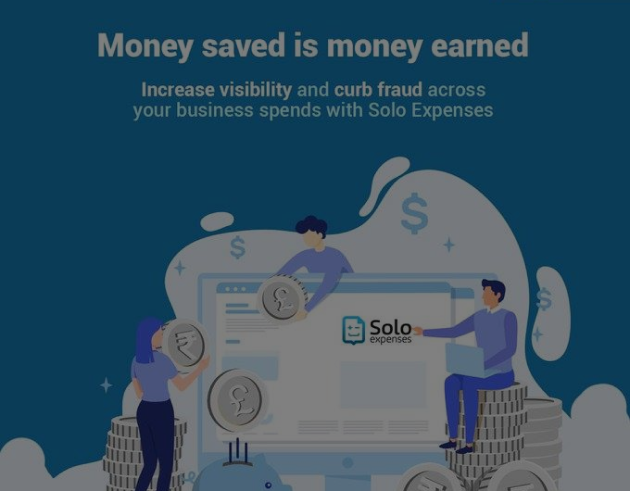 Money saved is money earned
Increase visibility and curb fraud across
your business spends with Solo Expenses
$
$
$
£
Solo
expenses
₹
£